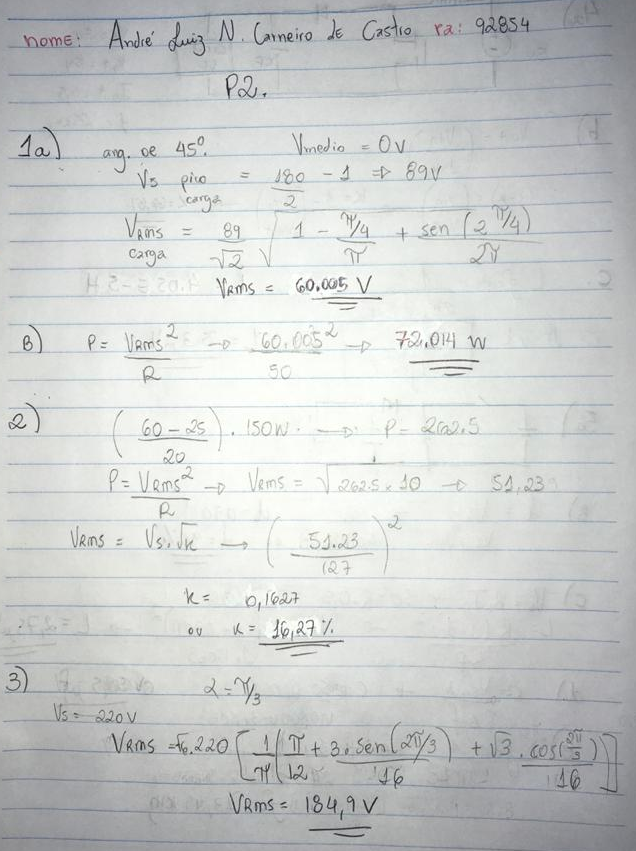 nome: André Luiz N. Carneiro de Castro ra: 92854
P2.
1a) ang. de 45º. Vmedio = 0V
Vs pico carga = 180/2 - 1 => 89V
VRMS carga = 89/√2 √(1 - π/4/π + sen(2π/4)/2π)
VRMS = 60.005 V
B) P = VRMS²/R → 60.005²/50 → 72.014 W
2) (60-25/20) . 150W. → P = 262.5
P = VRMS²/R → VRMS = √262.5 x 10 → 51.23
VRMS = Vs.√k → (51.23/127)²
k = 0,1627
ou k = 16,27 %
3) α = π/3
Vs = 220V
VRMS = √6.220 [1/π (π/12 + 3.sen(2π/3)/16 + √3.cos(2π/3)/16)]
VRMS = 184,9 V